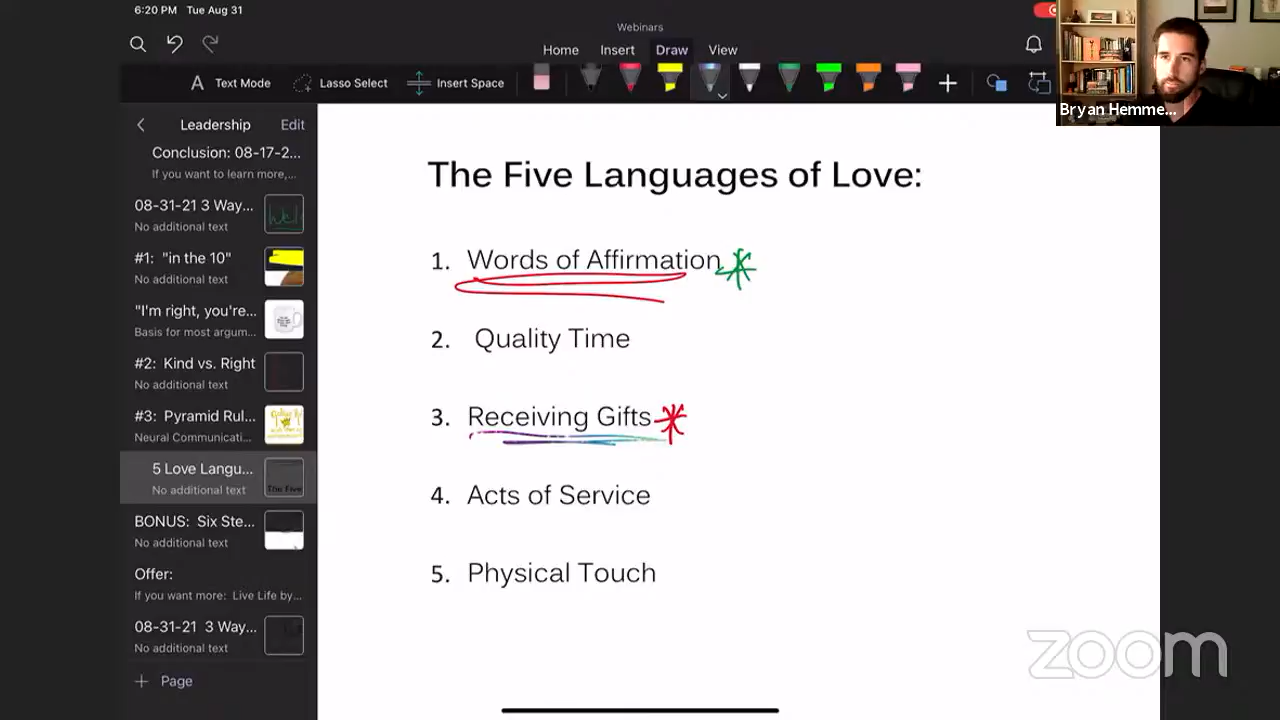 6:20 PM Tue Aug 31
Webinars
Home Insert Draw View
Text Mode Lasso Select Insert Space
Bryan Hemme...
Leadership Edit
Conclusion: 08-17-2...
If you want to learn more,...
08-31-21 3 Way...
No additional text
#1: "in the 10"
No additional text
"I'm right, you're...
Basis for most argum...
#2: Kind vs. Right
No additional text
#3: Pyramid Rul...
Neural Communicati...
5 Love Langu...
No additional text
The Five
BONUS: Six Ste...
No additional text
Offer:
If you want more: Live Life by...
08-31-21 3 Way...
No additional text
Page
The Five Languages of Love:
1. Words of Affirmation
2. Quality Time
3. Receiving Gifts
4. Acts of Service
5. Physical Touch
zoom